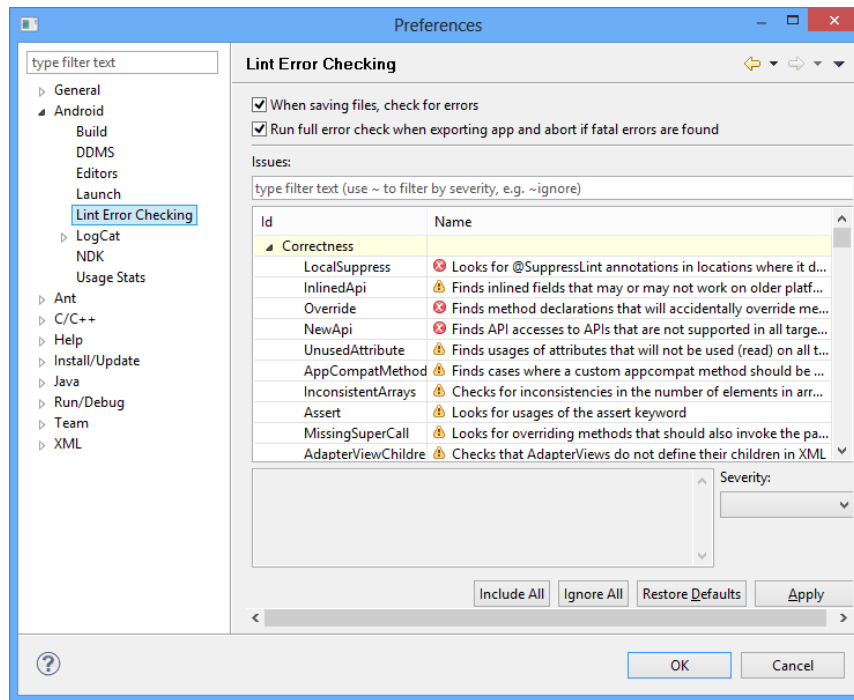 Preferences
type filter text
General
Android
Build
DDMS
Editors
Launch
Lint Error Checking
LogCat
NDK
Usage Stats
Ant
C/C++
Help
Install/Update
Java
Run/Debug
Team
XML
Lint Error Checking
When saving files, check for errors
Run full error check when exporting app and abort if fatal errors are found
Issues:
type filter text (use ~ to filter by severity, e.g. ~ignore)
Id Name
Correctness
LocalSuppress Looks for @SuppressLint annotations in locations where it d...
InlinedApi Finds inlined fields that may or may not work on older platf...
Override Finds method declarations that will accidentally override me...
NewApi Finds API accesses to APIs that are not supported in all targe...
UnusedAttribute Finds usages of attributes that will not be used (read) on all t...
AppCompatMethod Finds cases where a custom appcompat method should be ...
InconsistentArrays Checks for inconsistencies in the number of elements in arr...
Assert Looks for usages of the assert keyword
MissingSuperCall Looks for overriding methods that should also invoke the pa...
AdapterViewChildre Checks that AdapterViews do not define their children in XML
Severity:
Include All Ignore All Restore Defaults Apply
OK Cancel